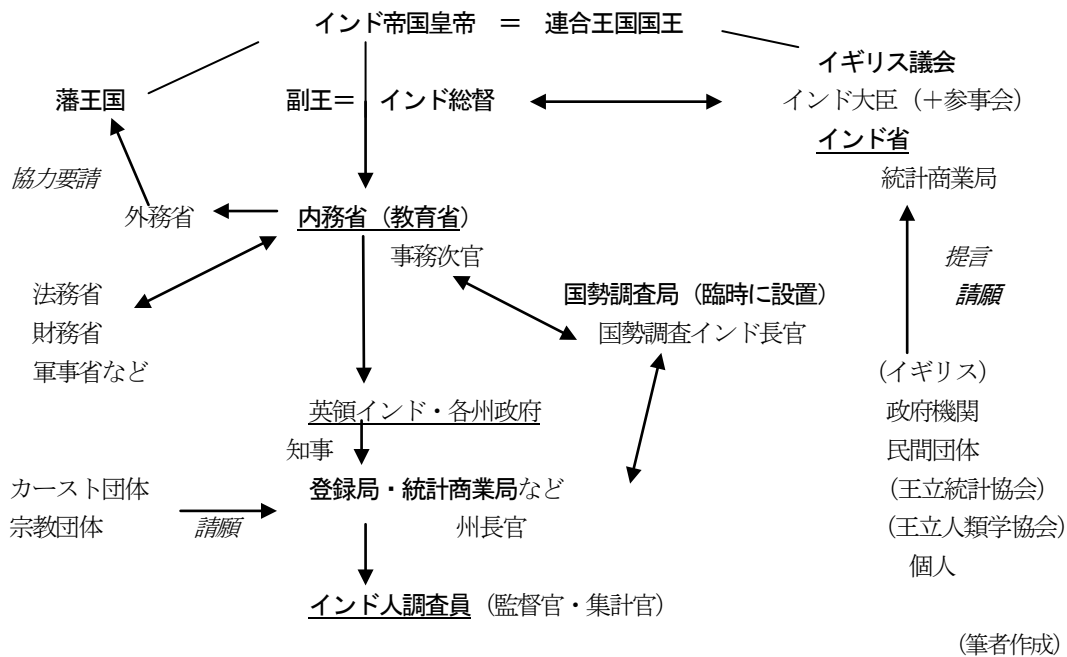 インド帝国皇帝 = 連合王国国王
イギリス議会
藩王国 副王= インド総督 インド大臣(+参事会)
インド省
協力要請 統計商業局
外務省 内務省(教育省)
事務次官 提言
法務省 国勢調査局(臨時に設置) 請願
財務省 国勢調査インド長官
軍事省など (イギリス)
英領インド・各州政府 政府機関
知事 民間団体
カースト団体 登録局・統計商業局など (王立統計協会)
宗教団体 請願 州長官 (王立人類学協会)
個人
インド人調査員(監督官・集計官)
(筆者作成)